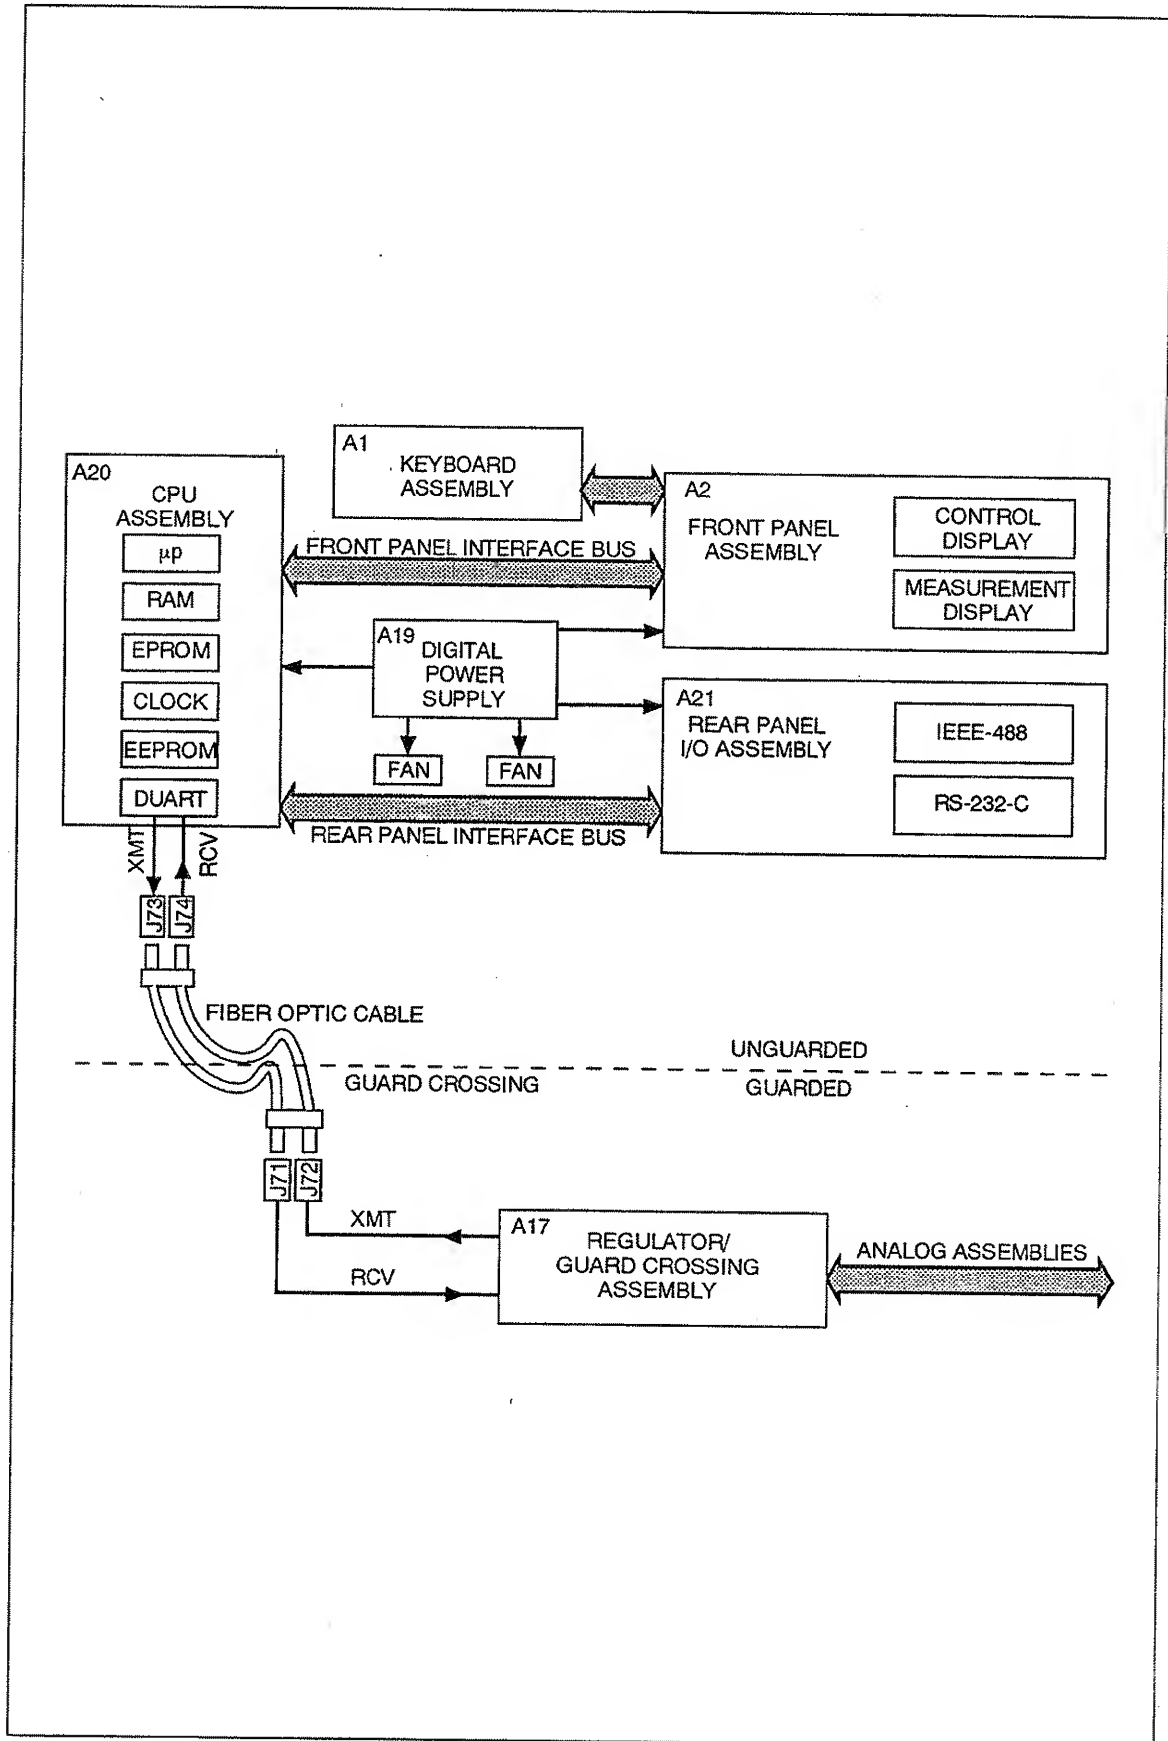 A1
KEYBOARD
ASSEMBLY
A20
CPU
ASSEMBLY
μp
RAM
EPROM
CLOCK
EEPROM
DUART
FRONT PANEL INTERFACE BUS
A2
FRONT PANEL
ASSEMBLY
CONTROL
DISPLAY
MEASUREMENT
DISPLAY
A19
DIGITAL
POWER
SUPPLY
FAN
FAN
A21
REAR PANEL
I/O ASSEMBLY
IEEE-488
RS-232-C
REAR PANEL INTERFACE BUS
XMT
RCV
J73
J74
FIBER OPTIC CABLE
UNGUARDED
GUARD CROSSING
GUARDED
J71
J72
XMT
RCV
A17
REGULATOR/
GUARD CROSSING
ASSEMBLY
ANALOG ASSEMBLIES